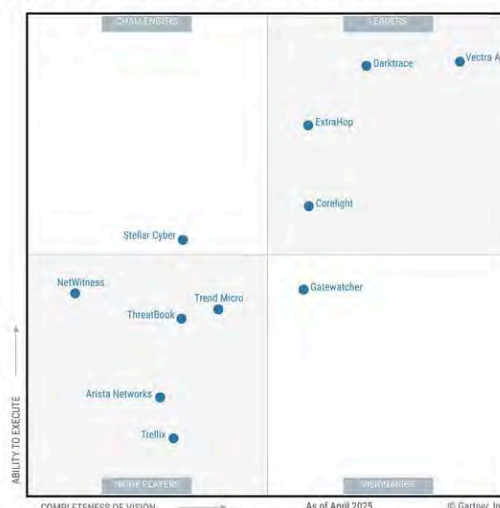 CHALLENGERS
LEADERS
Darktrace
Vectra A
ExtraHop
Corelight
Stellar Cyber
NetWitness
Gatewatcher
Trend Micro
ThreatBook
Arista Networks
Trellix
ABILITY TO EXECUTE
NICHE PLAYERS
VISIONARIES
COMPLETENESS OF VISION
As of April 2025
© Gartner, In